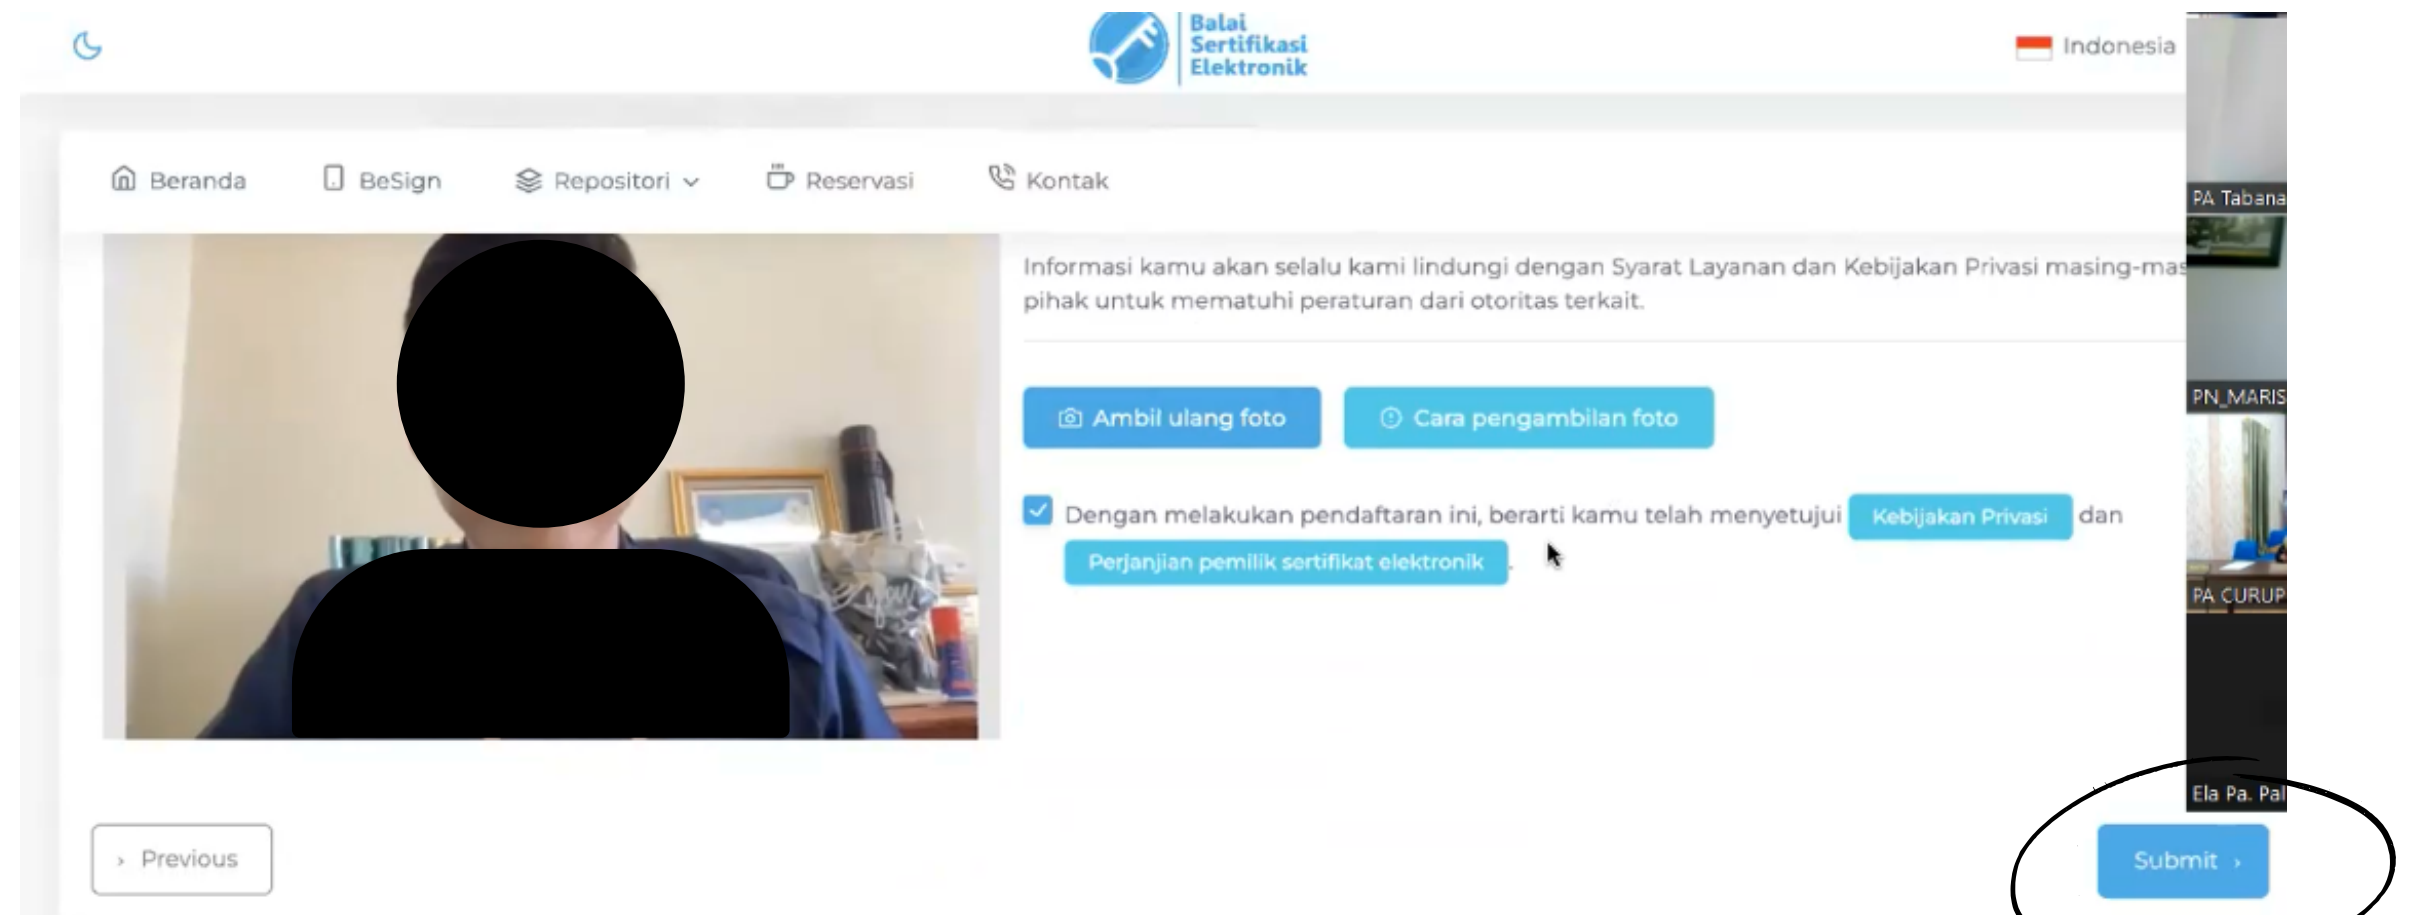 Balai
Sertifikasi
Elektronik
Indonesia
Beranda
BeSign
Repositori
Reservasi
Kontak
Informasi kamu akan selalu kami lindungi dengan Syarat Layanan dan Kebijakan Privasi masing-mas
pihak untuk mematuhi peraturan dari otoritas terkait.
Ambil ulang foto
Cara pengambilan foto
Dengan melakukan pendaftaran ini, berarti kamu telah menyetujui Kebijakan Privasi dan
Perjanjian pemilik sertifikat elektronik.
PA Tabana
PN_MARIS
PA CURUP
Ela Pa. Pal
Previous
Submit